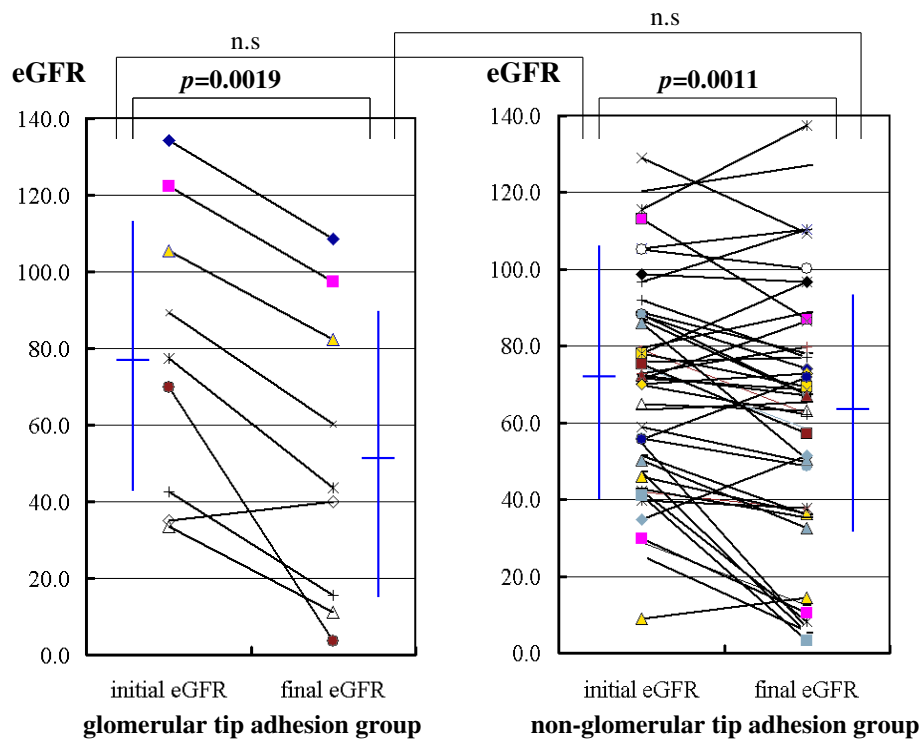 n.s
n.s
eGFR
p=0.0019
eGFR
p=0.0011
140.0
120.0
100.0
80.0
60.0
40.0
20.0
0.0
initial eGFR
final eGFR
glomerular tip adhesion group
140.0
120.0
100.0
80.0
60.0
40.0
20.0
0.0
initial eGFR
final eGFR
non-glomerular tip adhesion group